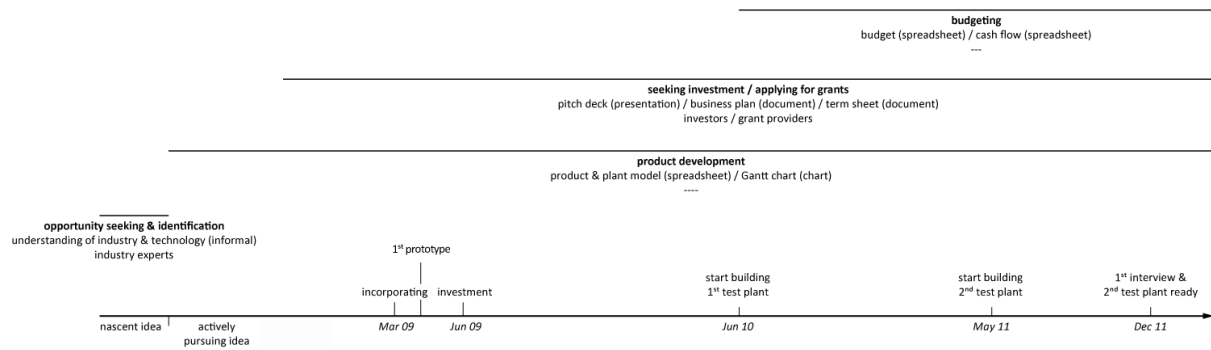 budgeting
budget (spreadsheet) / cash flow (spreadsheet)
---
seeking investment / applying for grants
pitch deck (presentation) / business plan (document) / term sheet (document)
investors / grant providers
product development
product & plant model (spreadsheet) / Gantt chart (chart)
----
opportunity seeking & identification
understanding of industry & technology (informal)
industry experts
1st prototype
incorporating
investment
start building
1st test plant
start building
2nd test plant
1st interview &
2nd test plant ready
Mar 09
Jun 09
Jun 10
May 11
Dec 11
nascent idea
actively
pursuing idea